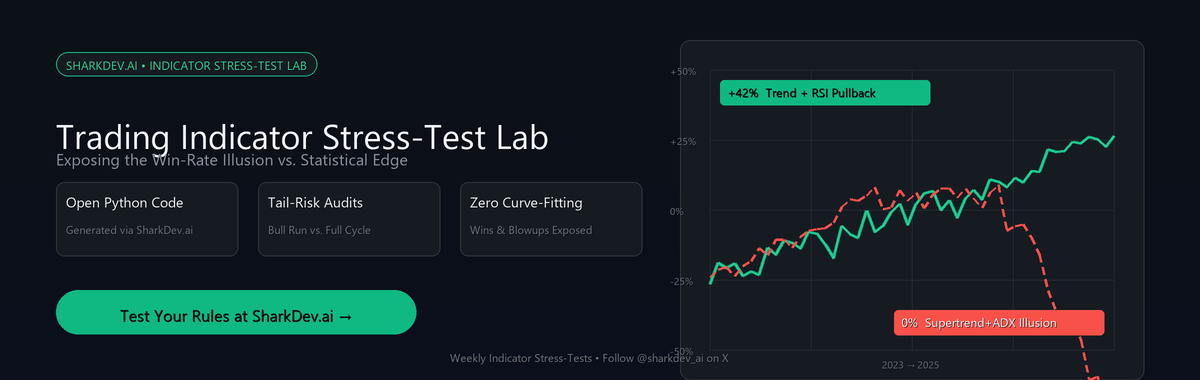 SHARKDEV.AI • INDICATOR STRESS-TEST LAB
Trading Indicator Stress-Test Lab
Exposing the Win-Rate Illusion vs. Statistical Edge
Open Python Code
Generated via SharkDev.ai
Tail-Risk Audits
Bull Run vs. Full Cycle
Zero Curve-Fitting
Wins & Blowups Exposed
Test Your Rules at SharkDev.ai →
Weekly Indicator Stress-Tests • Follow @sharkdev_ai on X
+50%
+25%
0%
-25%
-50%
+42% Trend + RSI Pullback
0% Supertrend+ADX Illusion
2023 → 2025